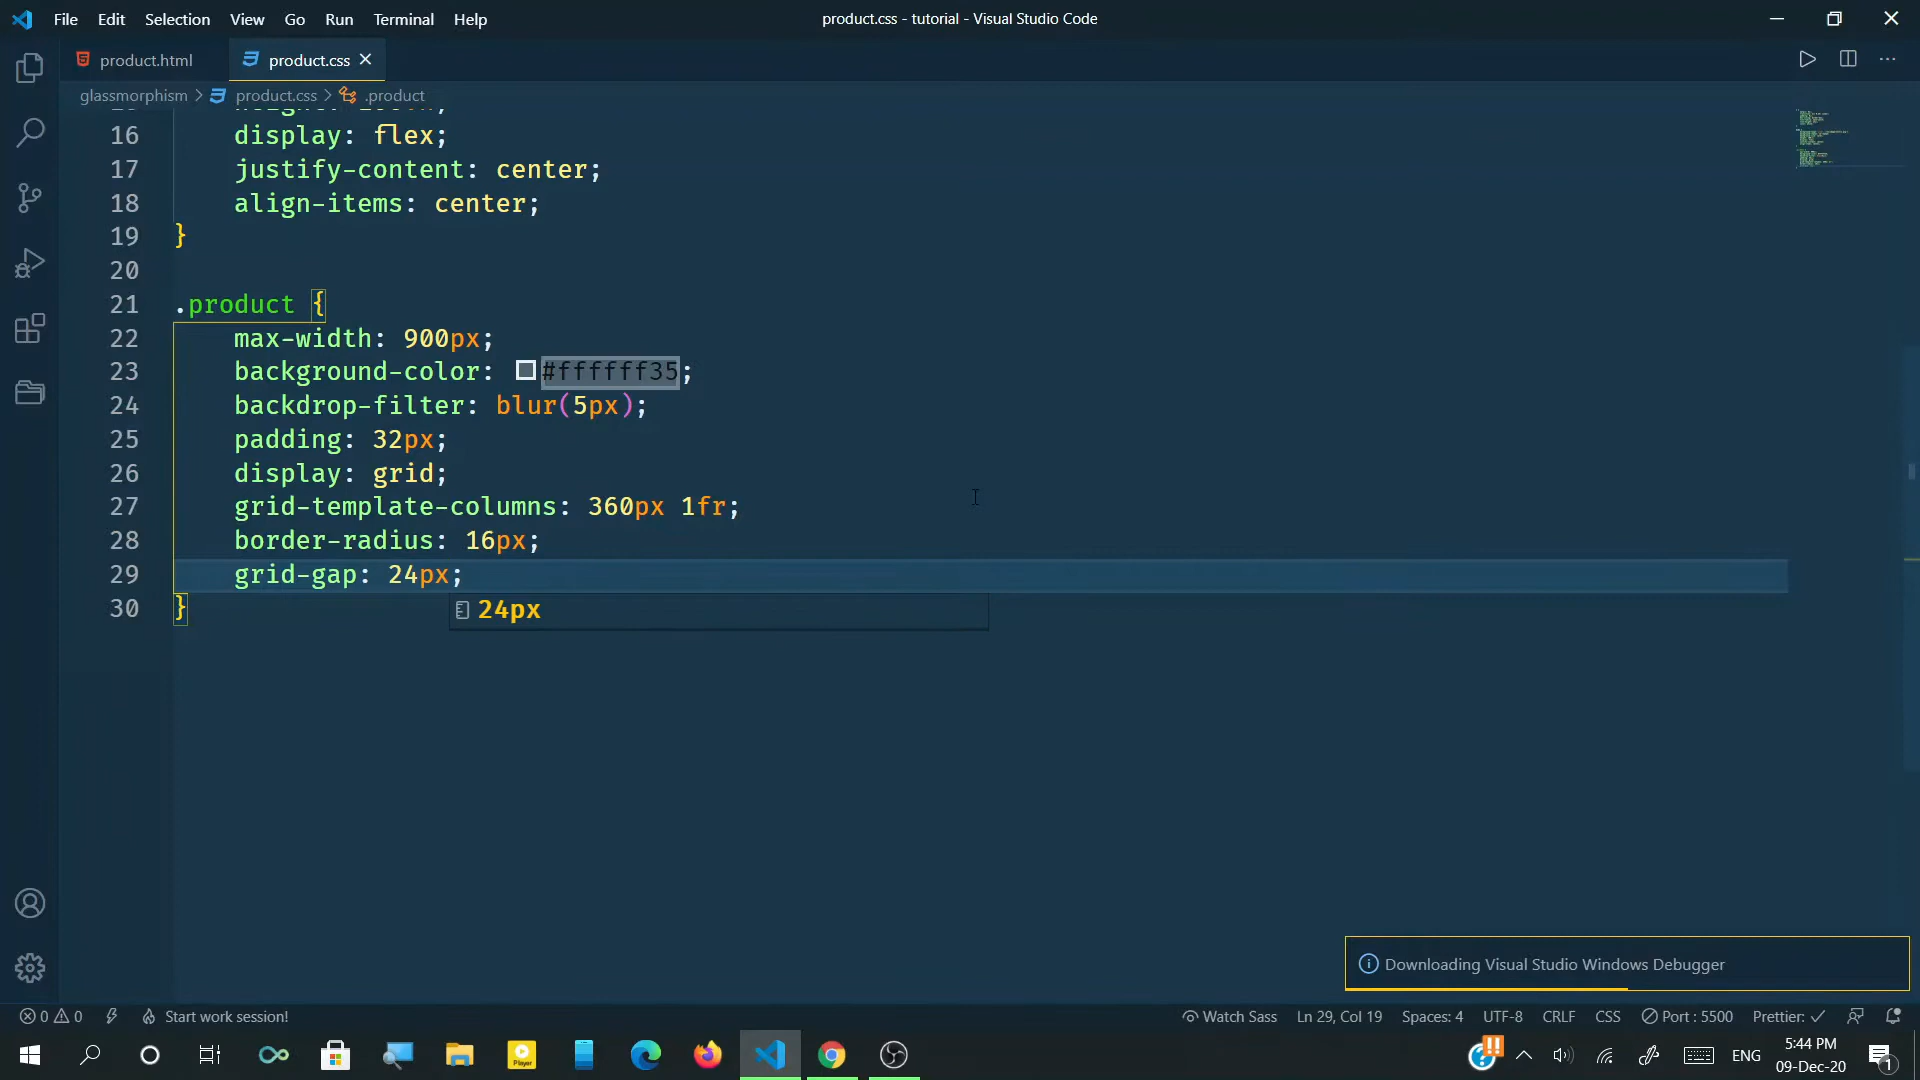 File Edit Selection View Go Run Terminal Help
product.css - tutorial - Visual Studio Code
product.html
product.css
glassmorphism > product.css > .product
16 display: flex;
17 justify-content: center;
18 align-items: center;
19 }
20
21 .product {
22 max-width: 900px;
23 background-color: #ffffff35;
24 backdrop-filter: blur(5px);
25 padding: 32px;
26 display: grid;
27 grid-template-columns: 360px 1fr;
28 border-radius: 16px;
29 grid-gap: 24px;
30 }
24px
Downloading Visual Studio Windows Debugger
0 0 Start work session! Watch Sass Ln 29, Col 19 Spaces: 4 UTF-8 CRLF CSS Port : 5500 Prettier: ✓
Player
ENG
5:44 PM
09-Dec-20
1